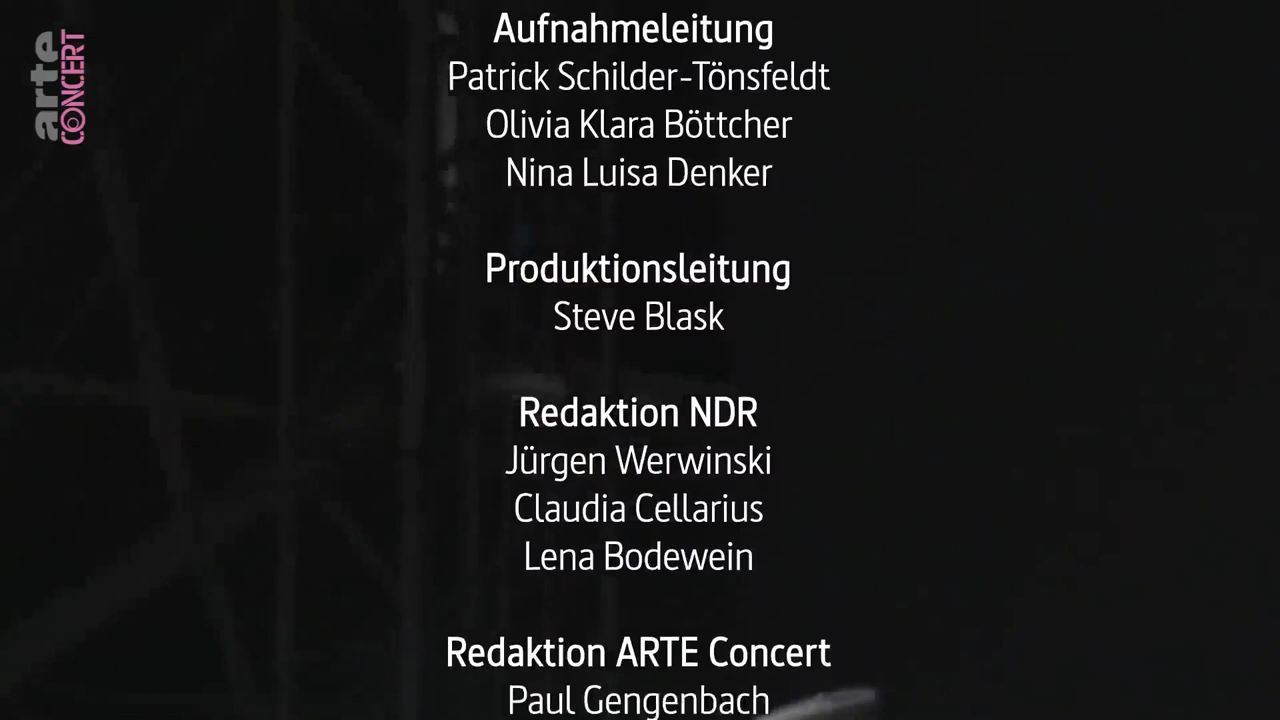 arte
CONCERT
Aufnahmeleitung
Patrick Schilder-Tönsfeldt
Olivia Klara Böttcher
Nina Luisa Denker
Produktionsleitung
Steve Blask
Redaktion NDR
Jürgen Werwinski
Claudia Cellarius
Lena Bodewein
Redaktion ARTE Concert
Paul Gengenbach